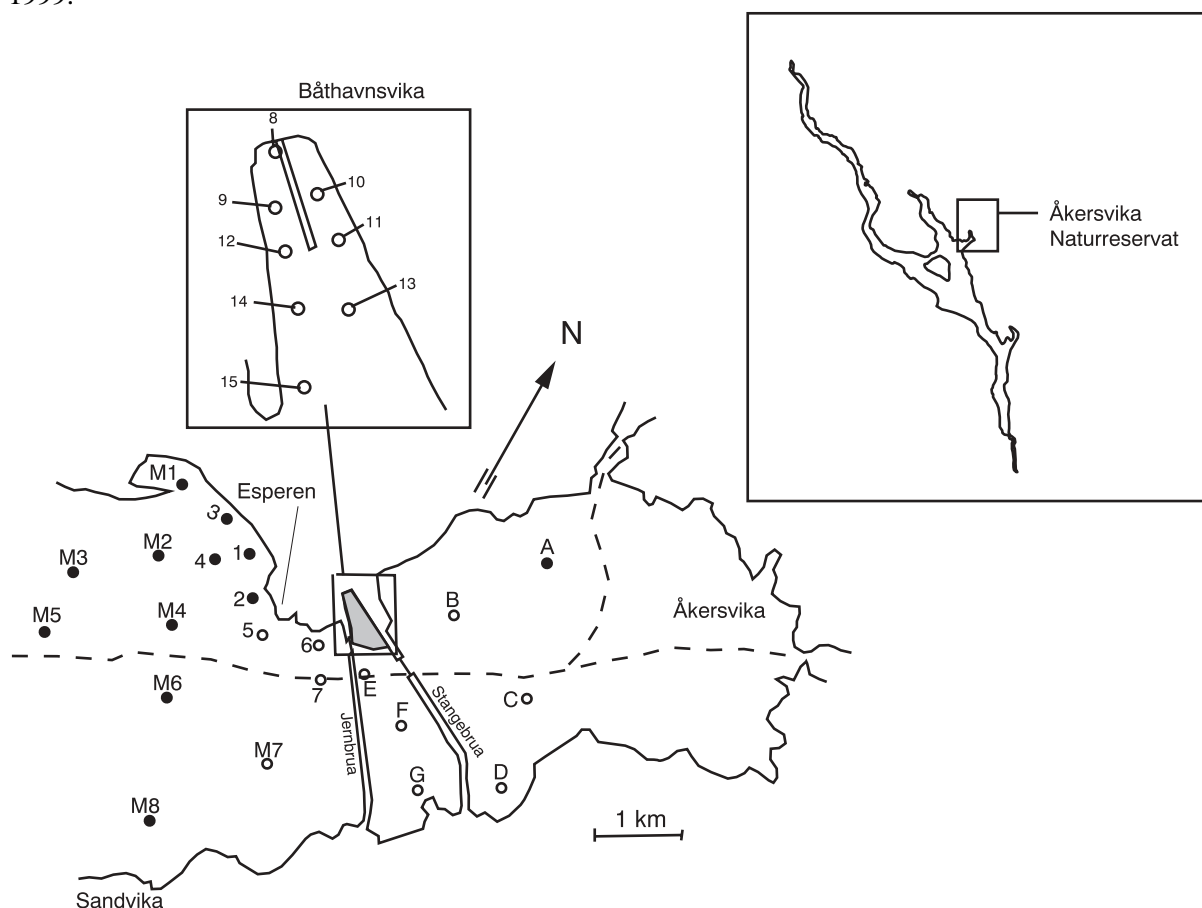 1999.
Båthavnsvika
8
9
10
11
12
13
14
15
Åkersvika
Naturreservat
N
M1
Esperen
3
M2
4
1
M3
A
2
B
Åkersvika
M5
M4
5
6
M6
7
E
C
Stangebrua
F
Jernbrua
M7
G
D
M8
1 km
Sandvika